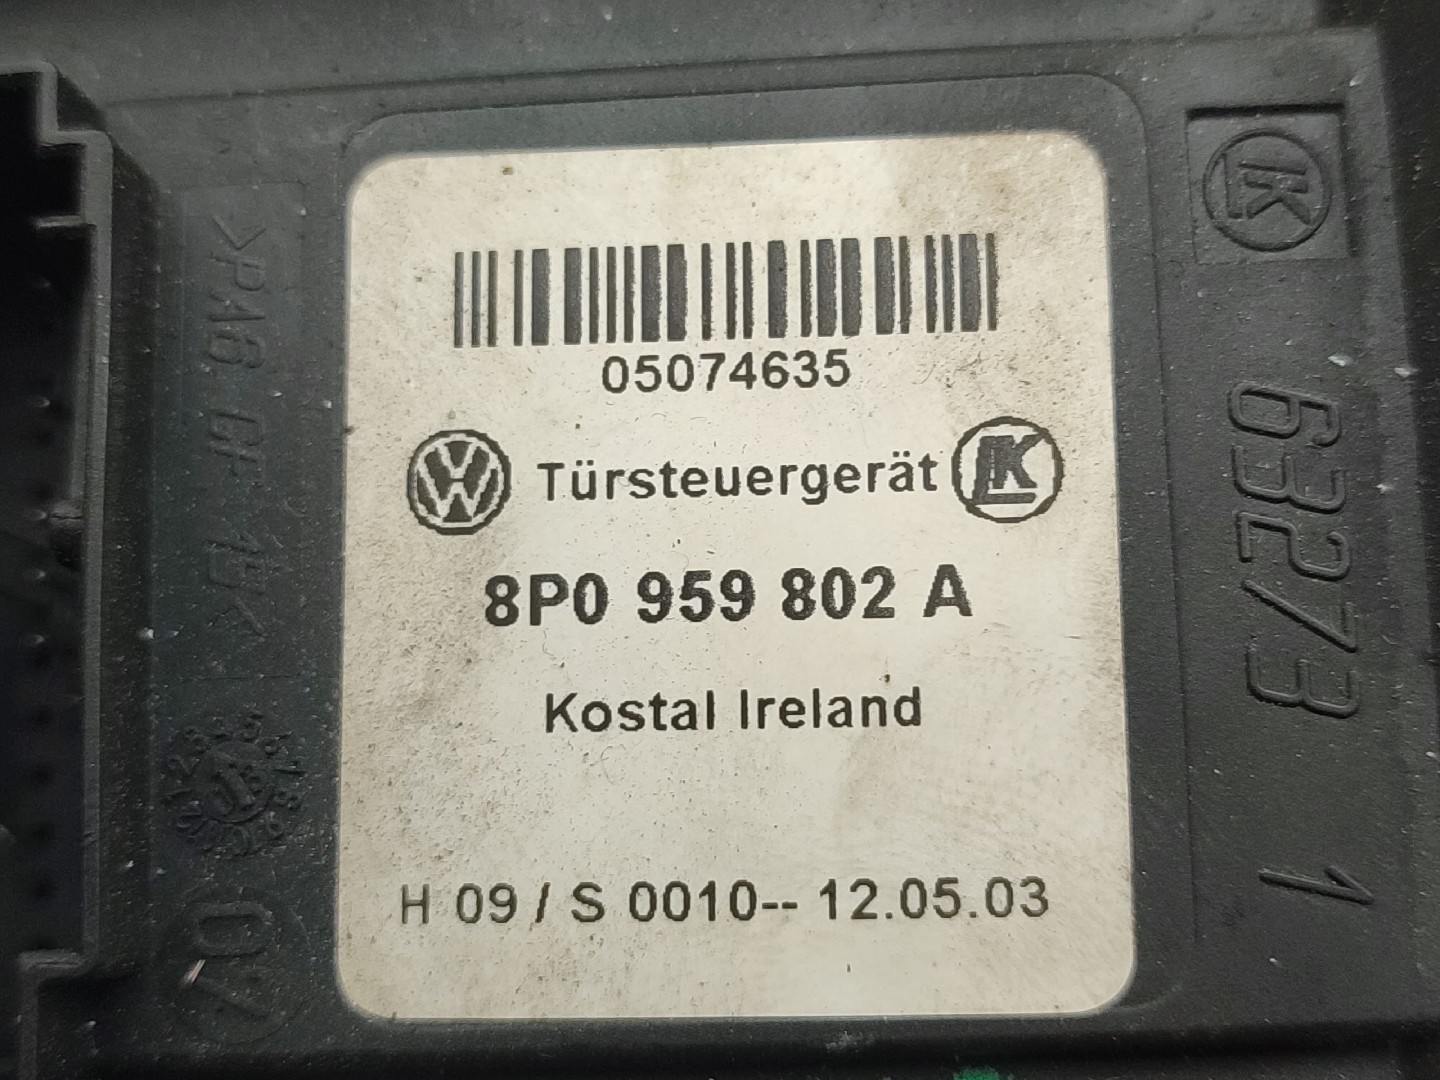 05074635
Türsteuergerät
8P0 959 802 A
Kostal Ireland
H 09 / S 0010-- 12.05.03
>PA6 GF 15<
63273 1